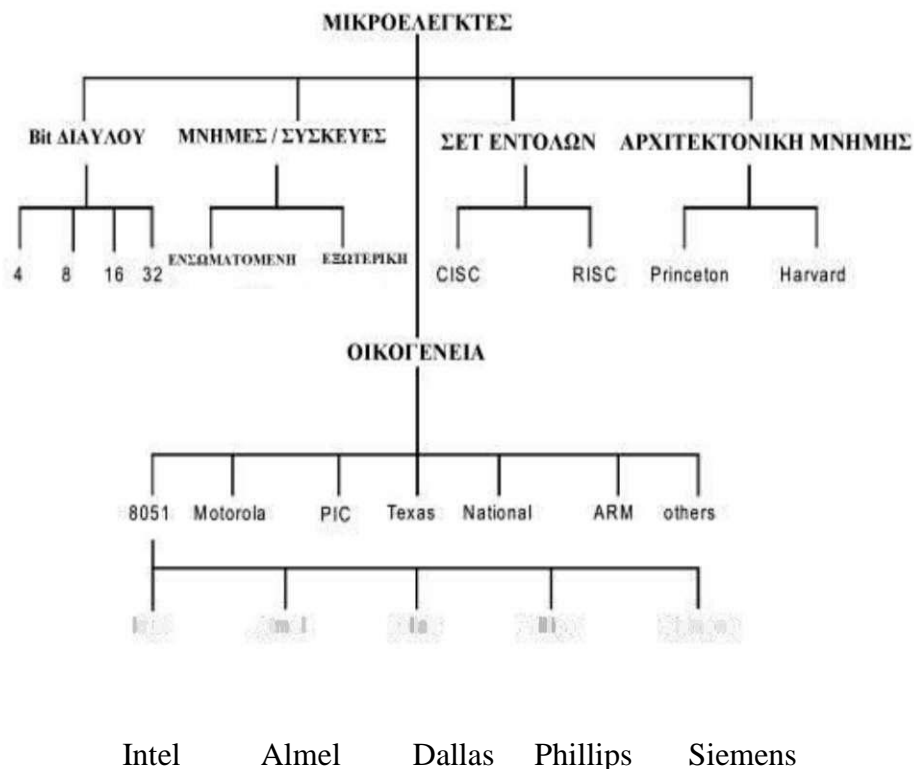 ΜΙΚΡΟΕΛΕΓΚΤΕΣ
Bit ΔΙΑΥΛΟΥ ΜΝΗΜΕΣ / ΣΥΣΚΕΥΕΣ ΣΕΤ ΕΝΤΟΛΩΝ ΑΡΧΙΤΕΚΤΟΝΙΚΗ ΜΝΗΜΗΣ
4 8 16 32 ΕΝΣΩΜΑΤΟΜΕΝΗ ΕΞΩΤΕΡΙΚΗ CISC RISC Princeton Harvard
ΟΙΚΟΓΕΝΕΙΑ
8051 Motorola PIC Texas National ARM others
Intel Almel Dallas Phillips Siemens